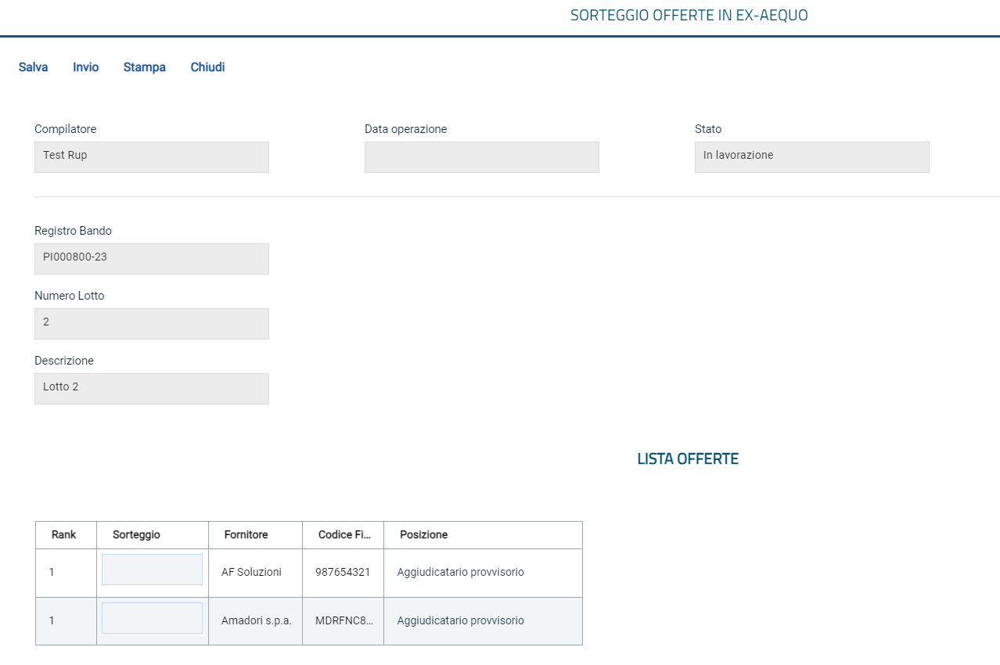 SORTEGGIO OFFERTE IN EX-AEQUO
Salva Invio Stampa Chiudi
Compilatore Data operazione Stato
Test Rup In lavorazione
Registro Bando
PI000800-23
Numero Lotto
2
Descrizione
Lotto 2
LISTA OFFERTE
Rank Sorteggio Fornitore Codice Fi... Posizione
1 AF Soluzioni 987654321 Aggiudicatario provvisorio
1 Amadori s.p.a. MDRFNC8... Aggiudicatario provvisorio